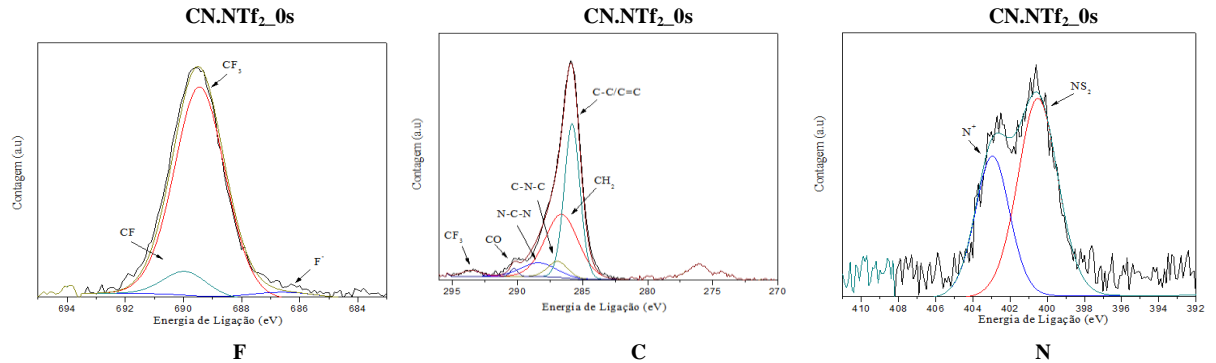 CN.NTf₂_0s
CF₃
CF
F⁻
Contagem (a.u)
694 692 690 688 686 684
Energia de Ligação (eV)
F
CN.NTf₂_0s
C-C/C=C
CH₂
C-N-C
N-C-N
CO
CF₃
Contagem (a.u)
295 290 285 280 275 270
Energia de Ligação (eV)
C
CN.NTf₂_0s
NS₂
N⁺
Contagem (a.u)
410 408 406 404 402 400 398 396 394 392
Energia de Ligação (eV)
N